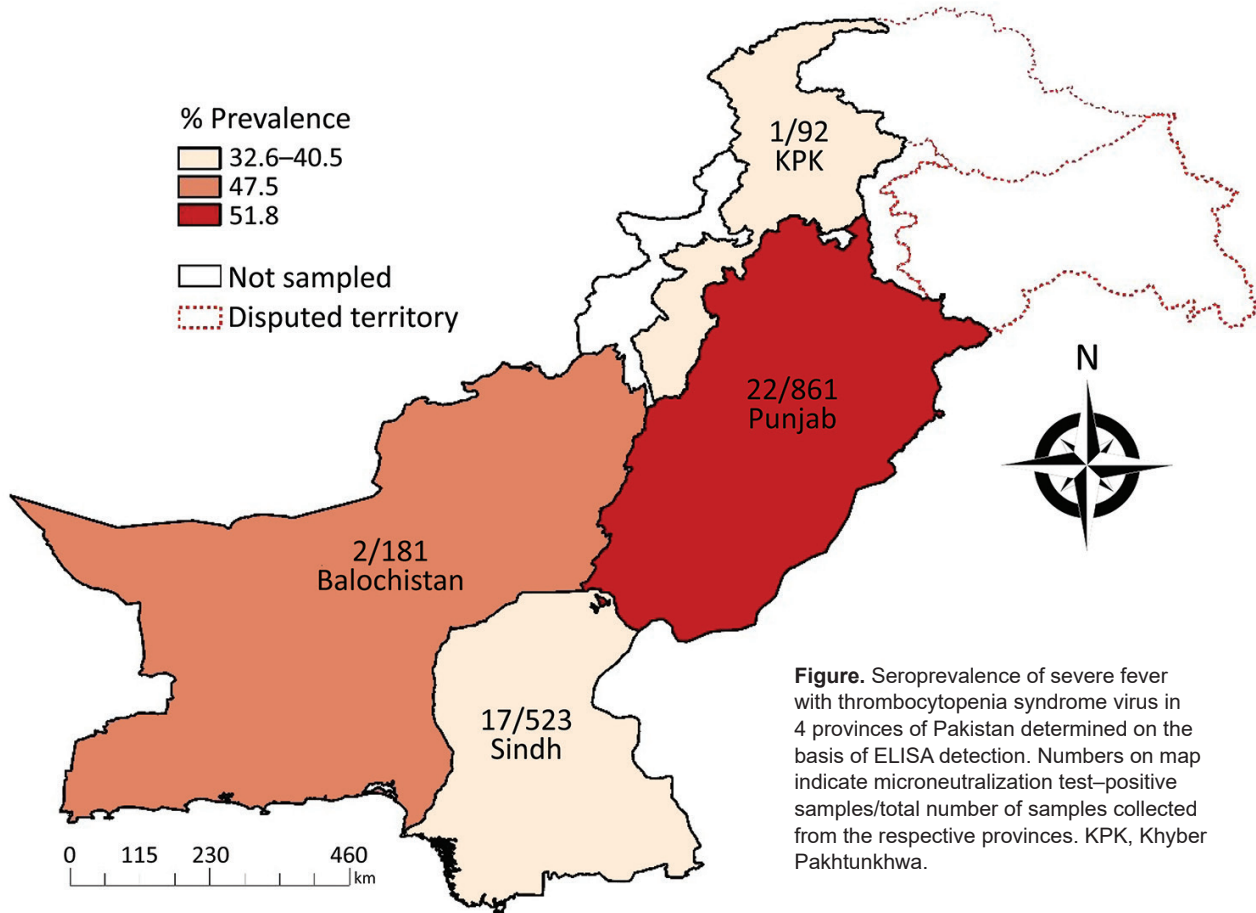 % Prevalence
32.6–40.5
47.5
51.8
Not sampled
Disputed territory
1/92
KPK
22/861
Punjab
2/181
Balochistan
17/523
Sindh
N
0 115 230 460
km
Figure. Seroprevalence of severe fever
with thrombocytopenia syndrome virus in
4 provinces of Pakistan determined on the
basis of ELISA detection. Numbers on map
indicate microneutralization test–positive
samples/total number of samples collected
from the respective provinces. KPK, Khyber
Pakhtunkhwa.